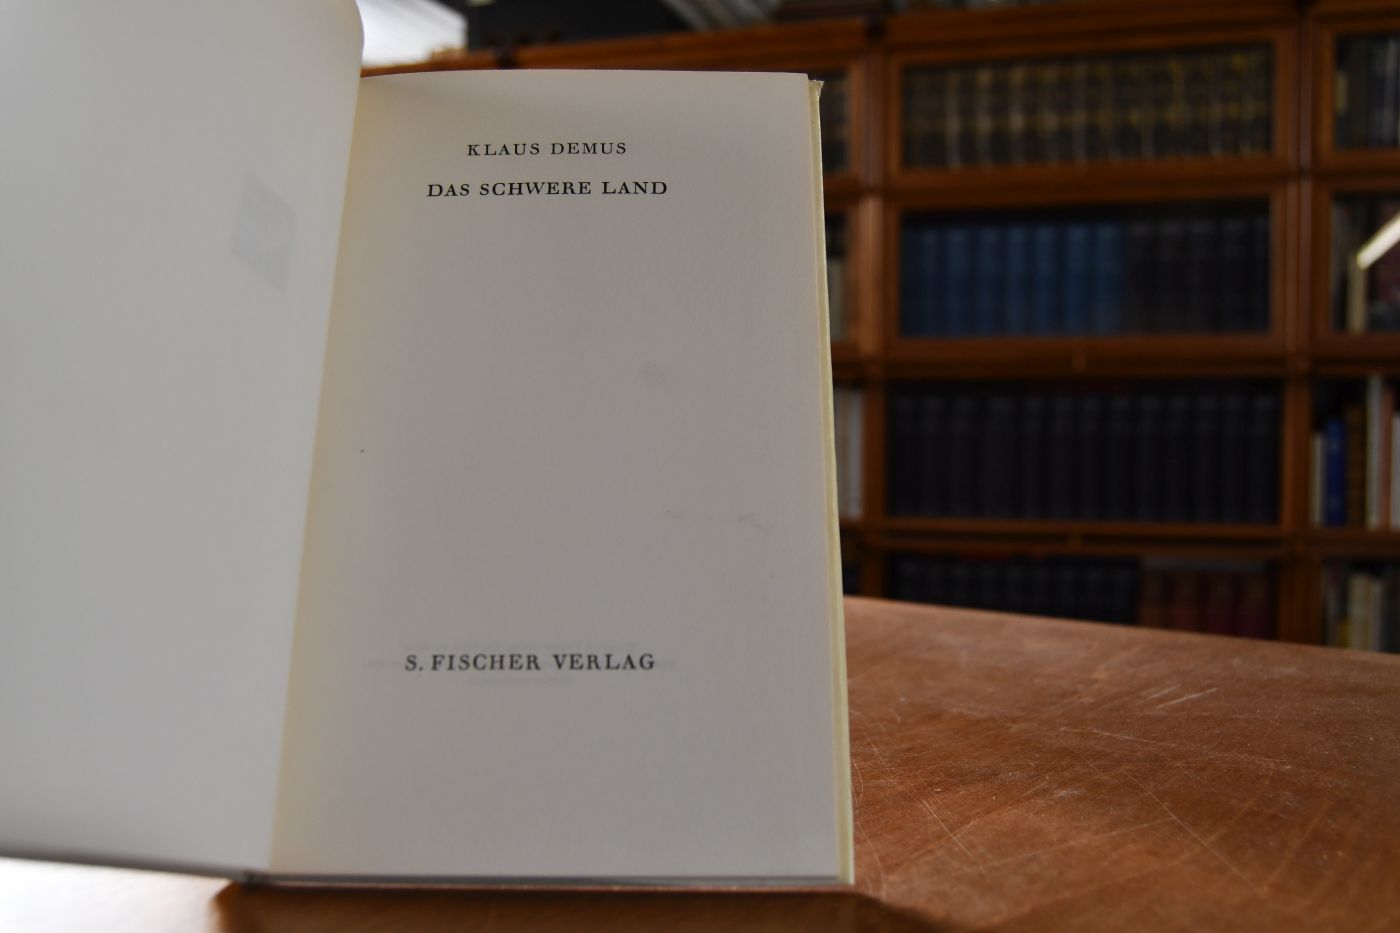 KLAUS DEMUS
DAS SCHWERE LAND
S. FISCHER VERLAG